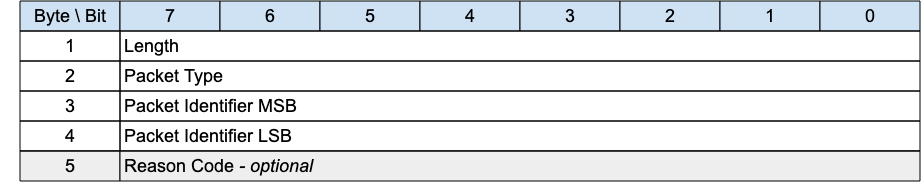 Byte \ Bit 7 6 5 4 3 2 1 0
1 Length
2 Packet Type
3 Packet Identifier MSB
4 Packet Identifier LSB
5 Reason Code - optional